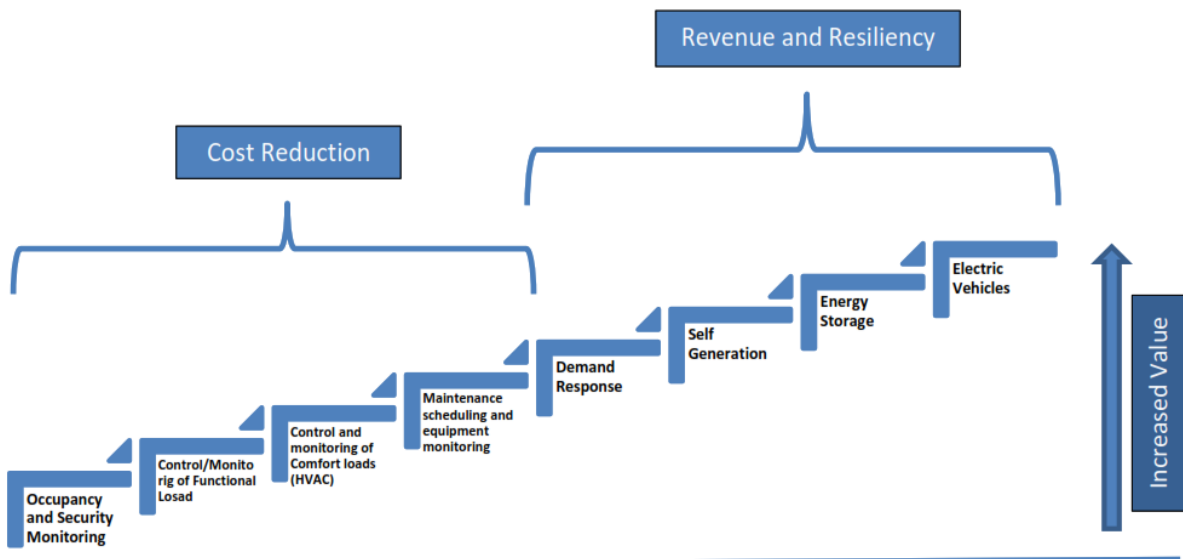 Revenue and Resiliency
Cost Reduction
Occupancy
and Security
Monitoring
Control/Monito
rig of Functional
Losad
Control and
monitoring of
Comfort loads
(HVAC)
Maintenance
scheduling and
equipment
monitoring
Demand
Response
Self
Generation
Energy
Storage
Electric
Vehicles
Increased Value